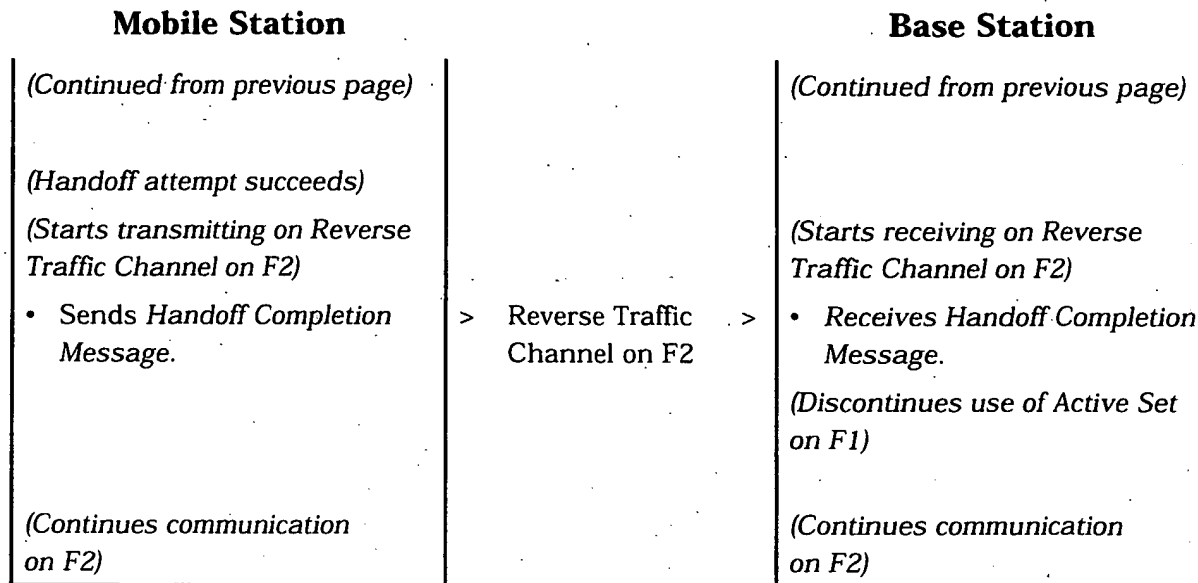 Mobile Station
Base Station
(Continued from previous page)
(Continued from previous page)
(Handoff attempt succeeds)
(Starts transmitting on Reverse
Traffic Channel on F2)
(Starts receiving on Reverse
Traffic Channel on F2)
• Sends Handoff Completion
Message.
> Reverse Traffic >
Channel on F2
• Receives Handoff Completion
Message.
(Discontinues use of Active Set
on F1)
(Continues communication
on F2)
(Continues communication
on F2)